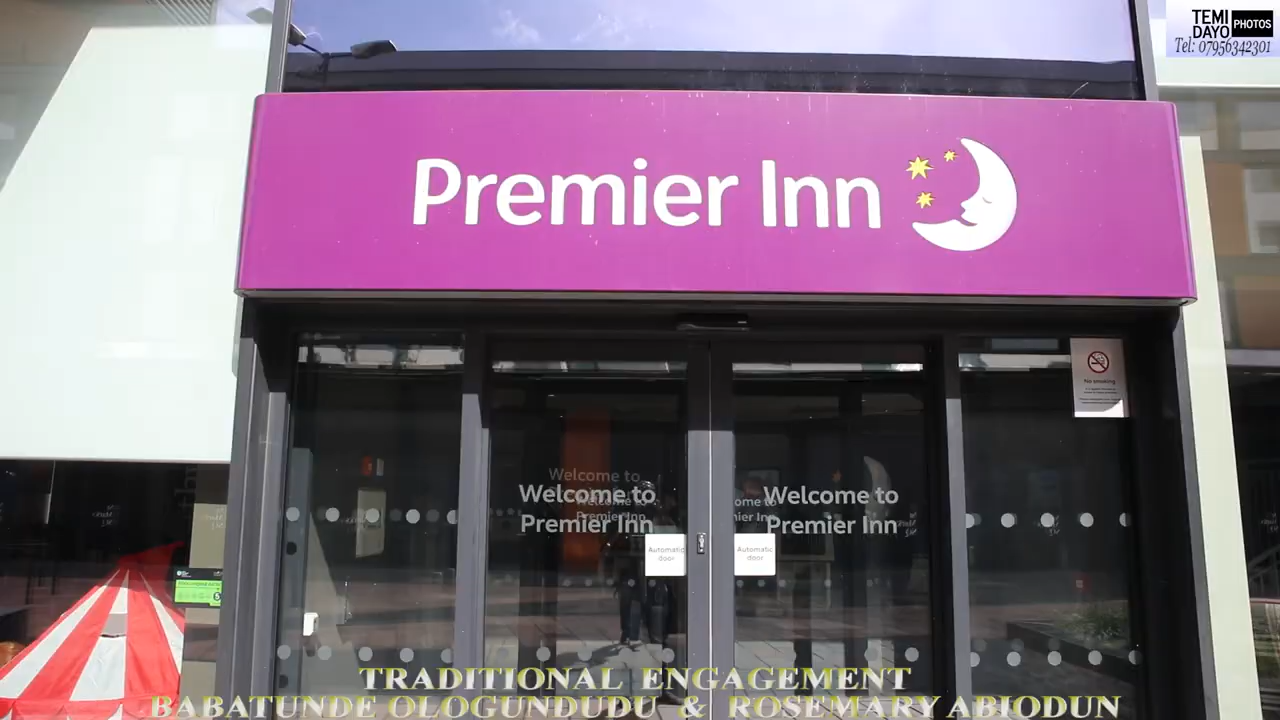 TEMI
DAYO PHOTOS
Tel: 07956342301
Premier Inn
No smoking
Welcome to
Premier Inn
Welcome to
Premier Inn
Automatic
door
Automatic
door
TRADITIONAL ENGAGEMENT
BABATUNDE OLOGUNDUDU & ROSEMARY ABIODUN